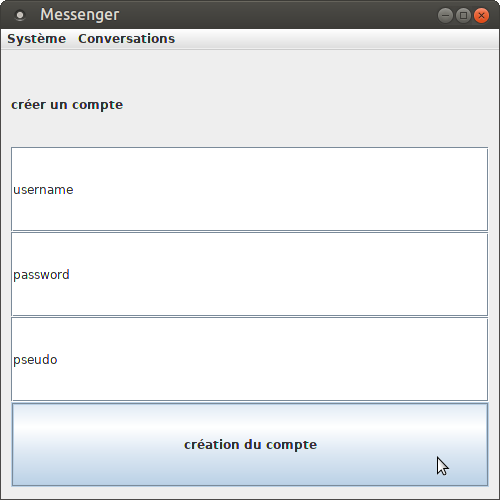 Messenger
Système Conversations
créer un compte
username
password
pseudo
création du compte